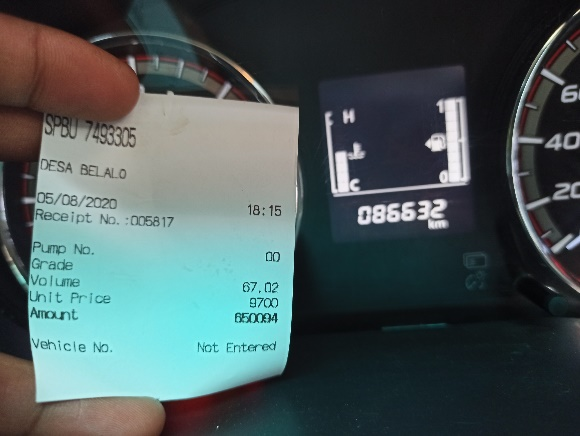 SPBU 7493305
DESA BELALO
05/08/2020 18:15
Receipt No.:005817
Pump No. 00
Grade
Volume 67.02
Unit Price 9700
Amount 650094
Vehicle No. Not Entered
H 1
C 0
086632
km
60
40
20